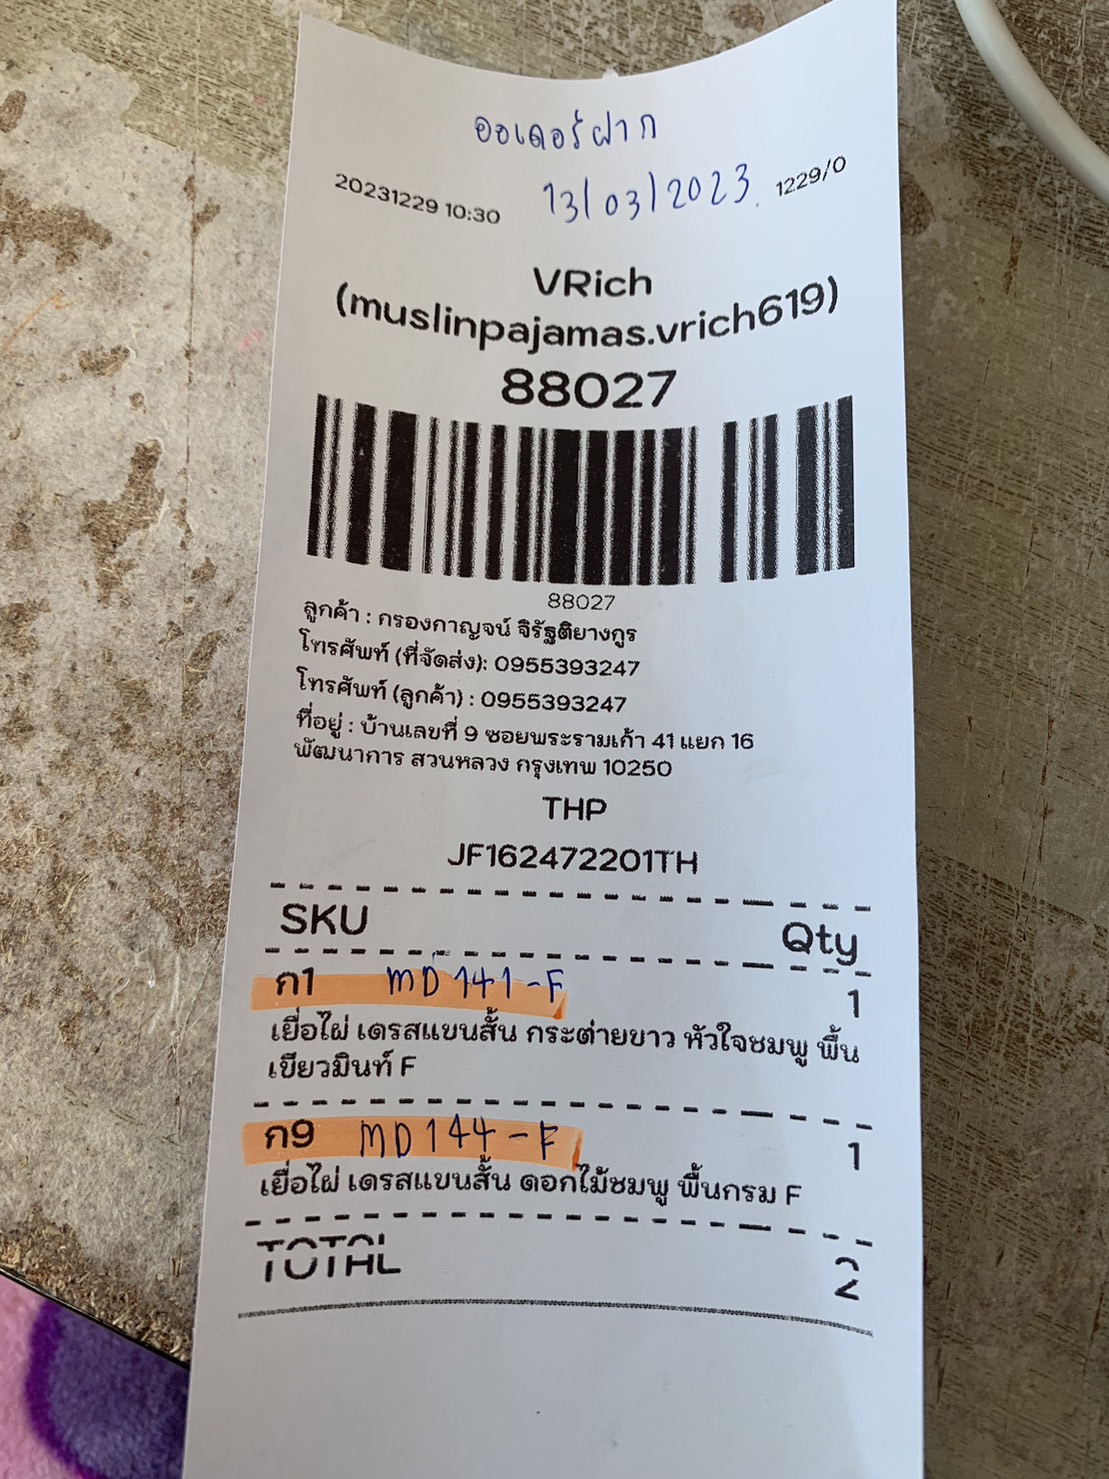 ออเดอร์ฝาก
20231229 10:30 13/03/2023. 1229/0
VRich
(muslinpajamas.vrich619)
88027
88027
ลูกค้า : กรองกาญจน์ จิรัฐติยางกูร
โทรศัพท์ (ที่จัดส่ง): 0955393247
โทรศัพท์ (ลูกค้า) : 0955393247
ที่อยู่ : บ้านเลขที่ 9 ซอยพระรามเก้า 41 แยก 16
พัฒนาการ สวนหลวง กรุงเทพ 10250
THP
JF162472201TH
SKU Qty
ก1 MD 141-F 1
เยื่อไผ่ เดรสแขนสั้น กระต่ายขาว หัวใจชมพู พื้น
เขียวมินท์ F
ก9 MD 144-F 1
เยื่อไผ่ เดรสแขนสั้น ดอกไม้ชมพู พื้นกรม F
TOTAL 2